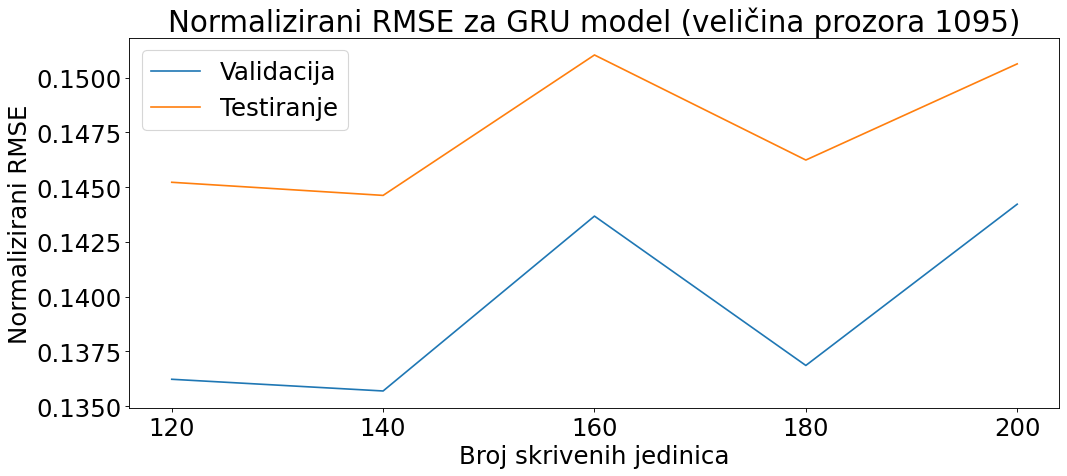 Normalizirani RMSE za GRU model (veličina prozora 1095)
Validacija
Testiranje
Normalizirani RMSE
0.1500
0.1475
0.1450
0.1425
0.1400
0.1375
0.1350
120 140 160 180 200
Broj skrivenih jedinica